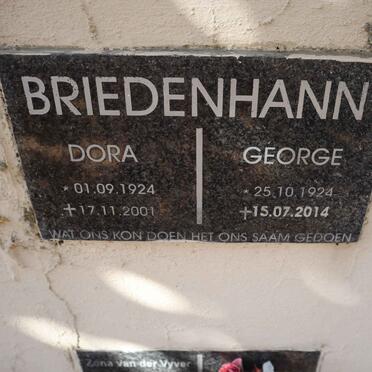 BRIEDENHANN
DORA GEORGE
* 01.09.1924 * 25.10.1924
✝17.11.2001 ✝15.07.2014
WAT ONS KON DOEN HET ONS SAAM GEDOEN
Zena van der Vyver